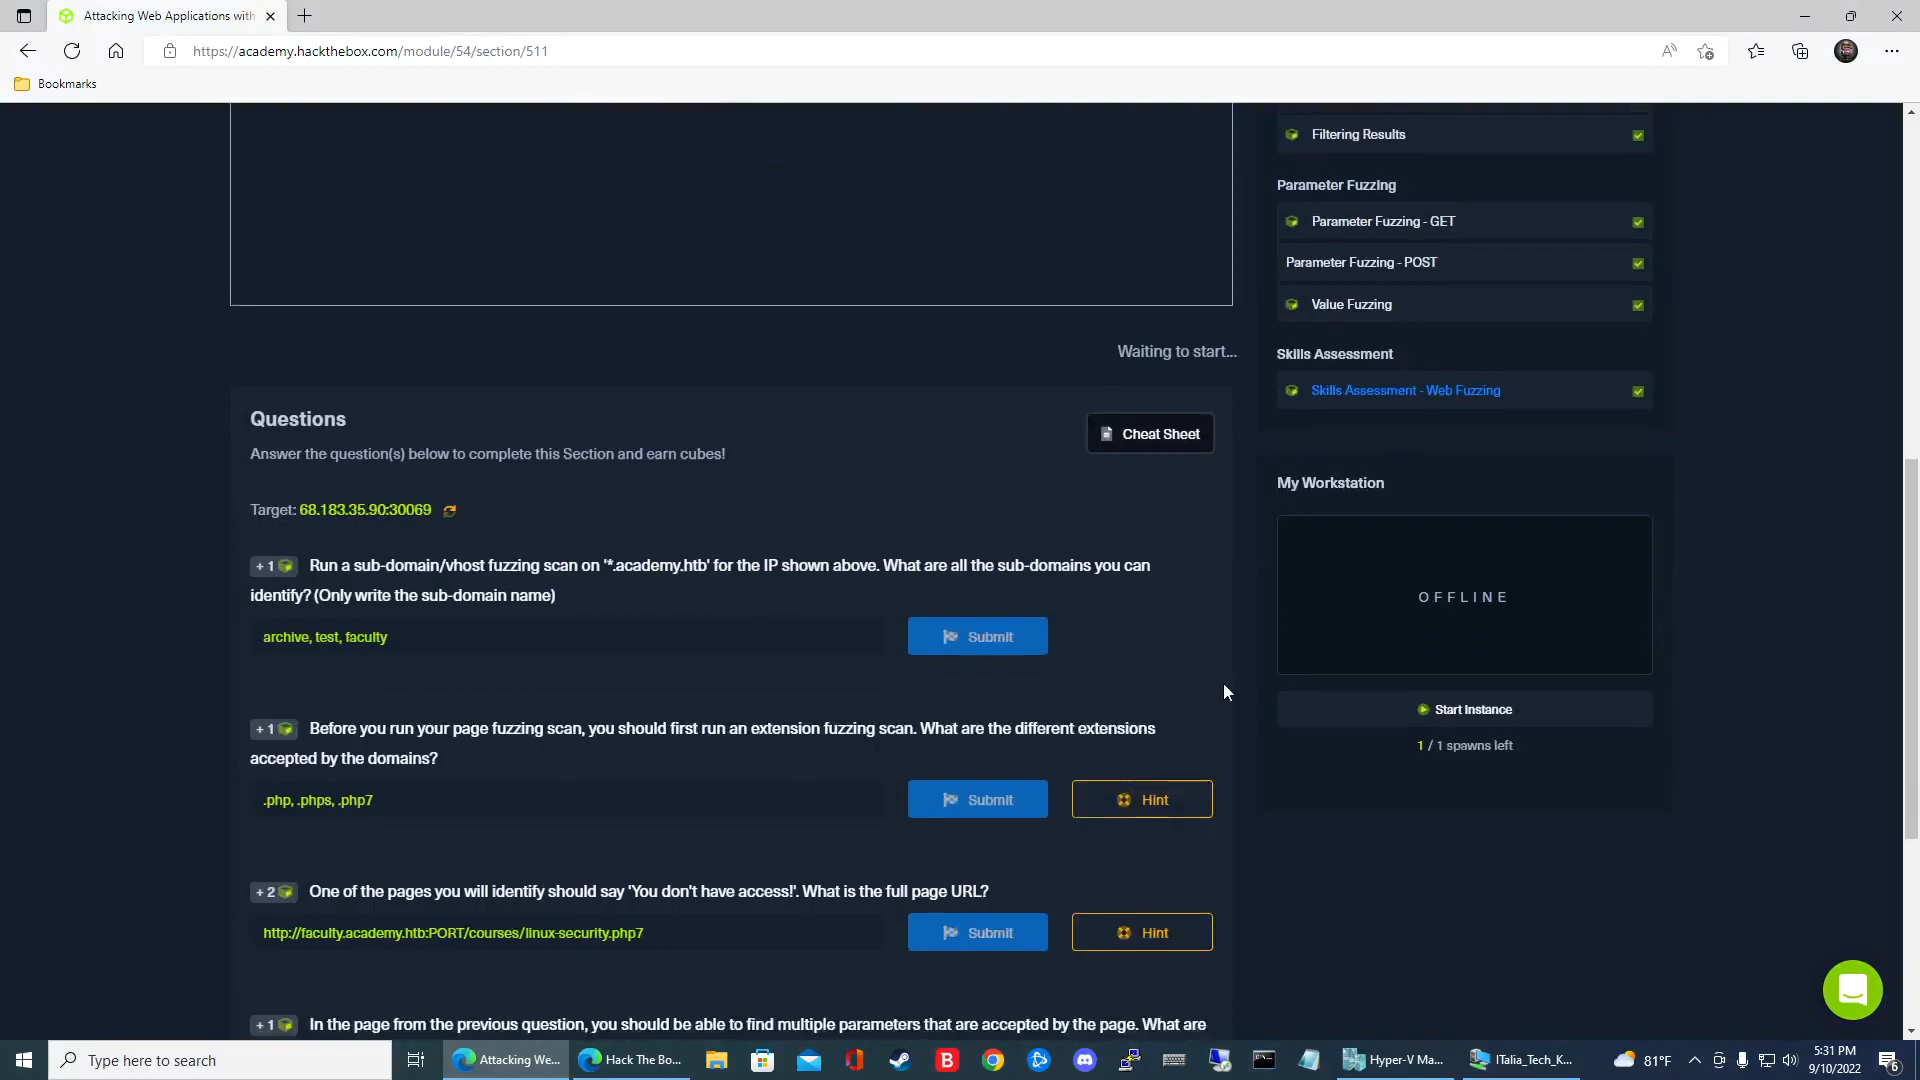 Attacking Web Applications with
https://academy.hackthebox.com/module/54/section/511
Bookmarks
Filtering Results
Parameter Fuzzing
Parameter Fuzzing - GET
Parameter Fuzzing - POST
Value Fuzzing
Skills Assessment
Skills Assessment - Web Fuzzing
Waiting to start...
Questions
Cheat Sheet
Answer the question(s) below to complete this Section and earn cubes!
Target: 68.183.35.90:30069
+ 1 Run a sub-domain/vhost fuzzing scan on '*.academy.htb' for the IP shown above. What are all the sub-domains you can
identify? (Only write the sub-domain name)
archive, test, faculty
Submit
+ 1 Before you run your page fuzzing scan, you should first run an extension fuzzing scan. What are the different extensions
accepted by the domains?
.php, .phps, .php7
Submit
Hint
+ 2 One of the pages you will identify should say 'You don't have access!'. What is the full page URL?
http://faculty.academy.htb:PORT/courses/linux-security.php7
Submit
Hint
+ 1 In the page from the previous question, you should be able to find multiple parameters that are accepted by the page. What are
My Workstation
OFFLINE
Start Instance
1 / 1 spawns left
Type here to search
Attacking We...
Hack The Bo...
Hyper-V Ma...
ITalia_Tech_K...
81°F
5:31 PM
9/10/2022
6